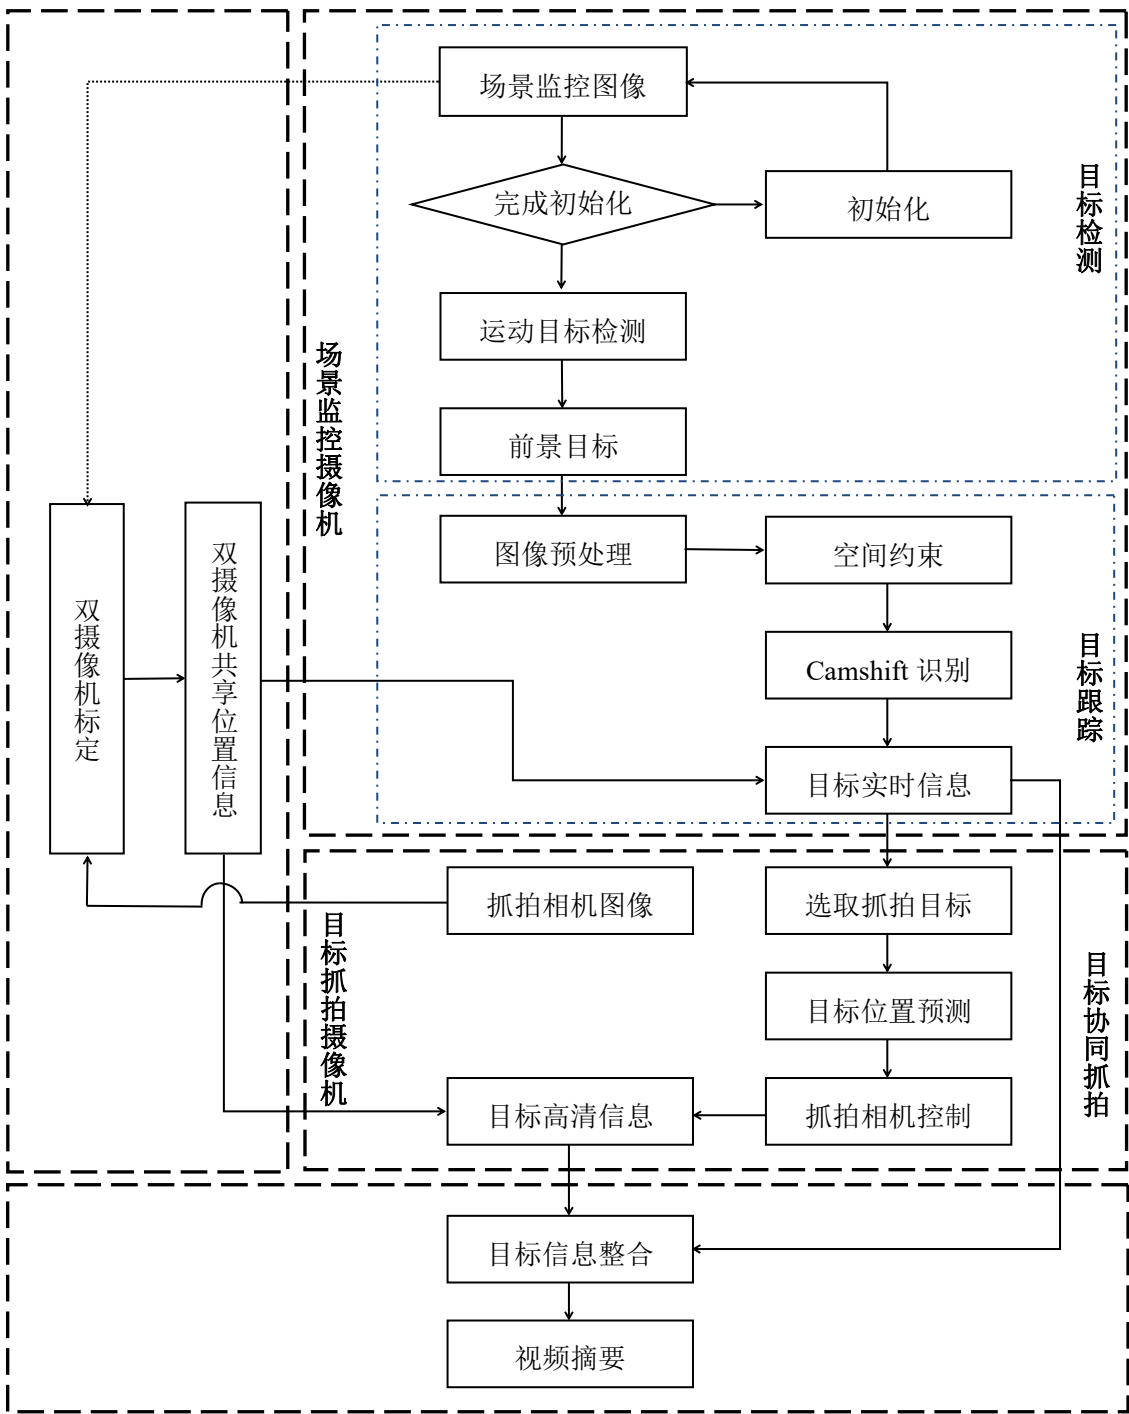 场景监控图像
完成初始化
初始化
目标检测
运动目标检测
场景监控摄像机
前景目标
图像预处理
空间约束
双摄像机标定
双摄像机共享位置信息
Camshift 识别
目标跟踪
目标实时信息
抓拍相机图像
选取抓拍目标
目标抓拍摄像机
目标位置预测
目标协同抓拍
目标高清信息
抓拍相机控制
目标信息整合
视频摘要